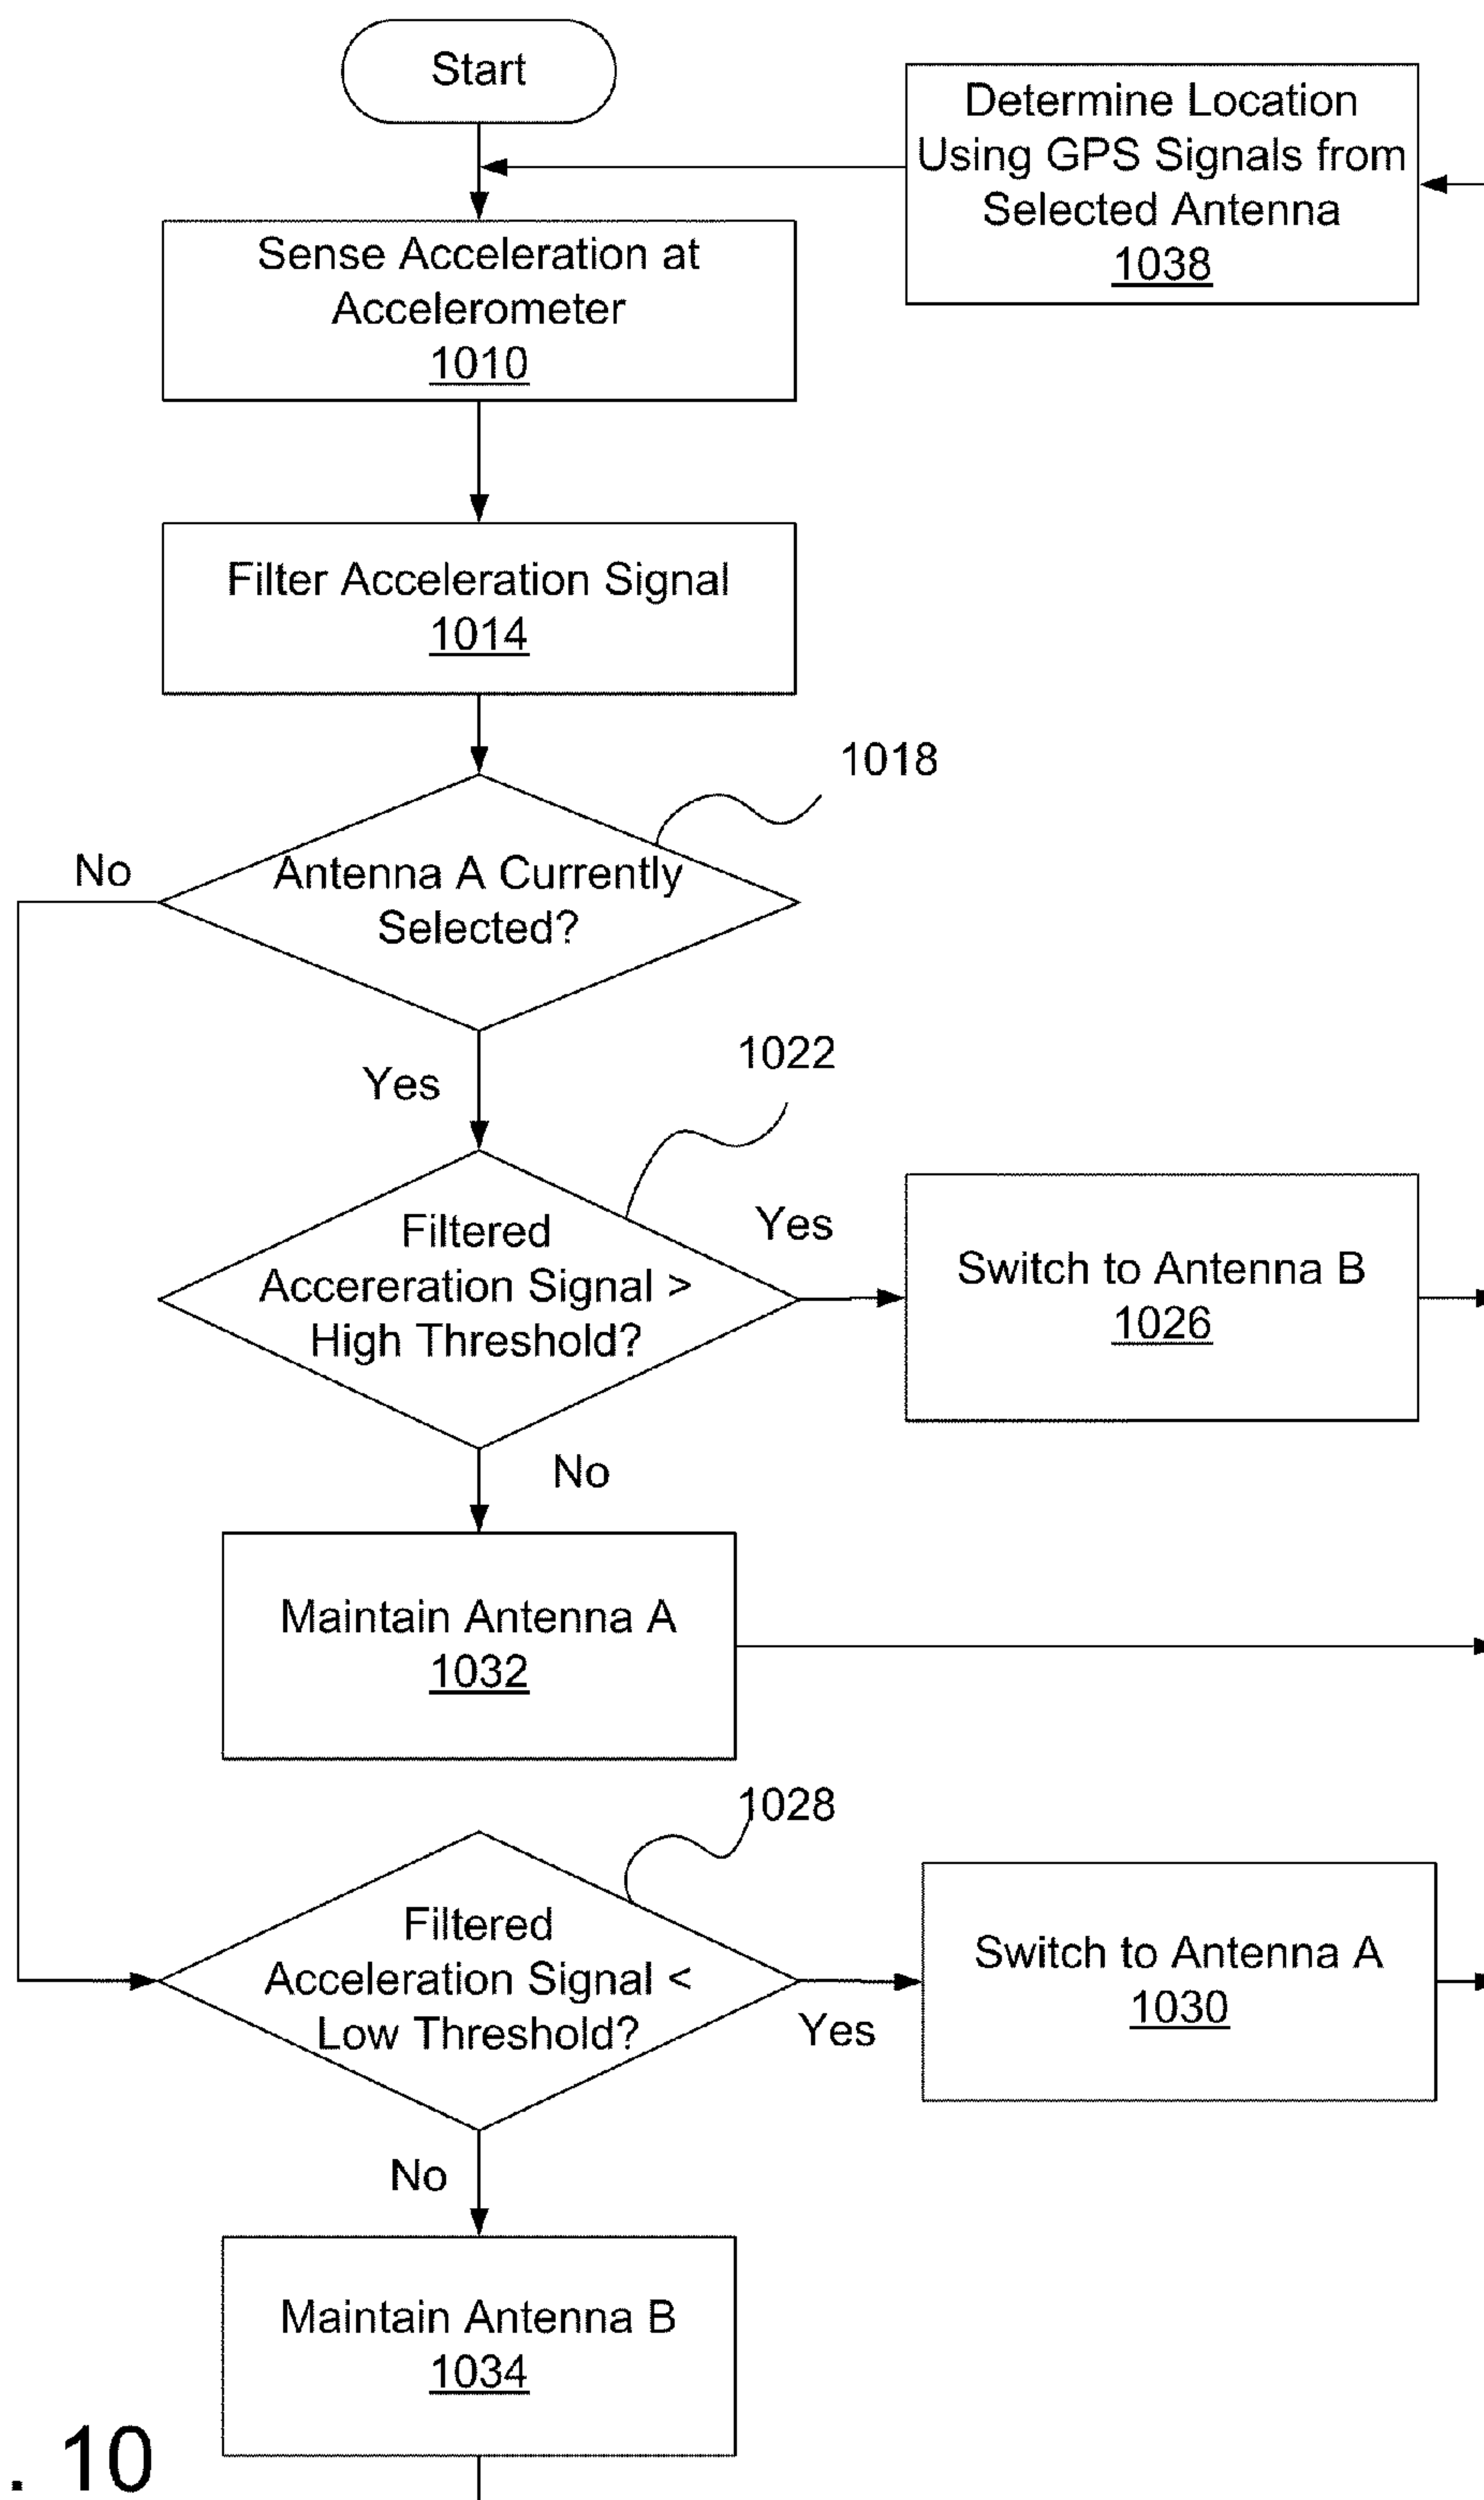 Start
Determine Location
Using GPS Signals from
Selected Antenna
1038
Sense Acceleration at
Accelerometer
1010
Filter Acceleration Signal
1014
1018
No
Antenna A Currently
Selected?
Yes
1022
Filtered
Accereration Signal >
High Threshold?
Yes
Switch to Antenna B
1026
No
Maintain Antenna A
1032
1028
Filtered
Acceleration Signal <
Low Threshold?
Yes
Switch to Antenna A
1030
No
Maintain Antenna B
1034
. 10